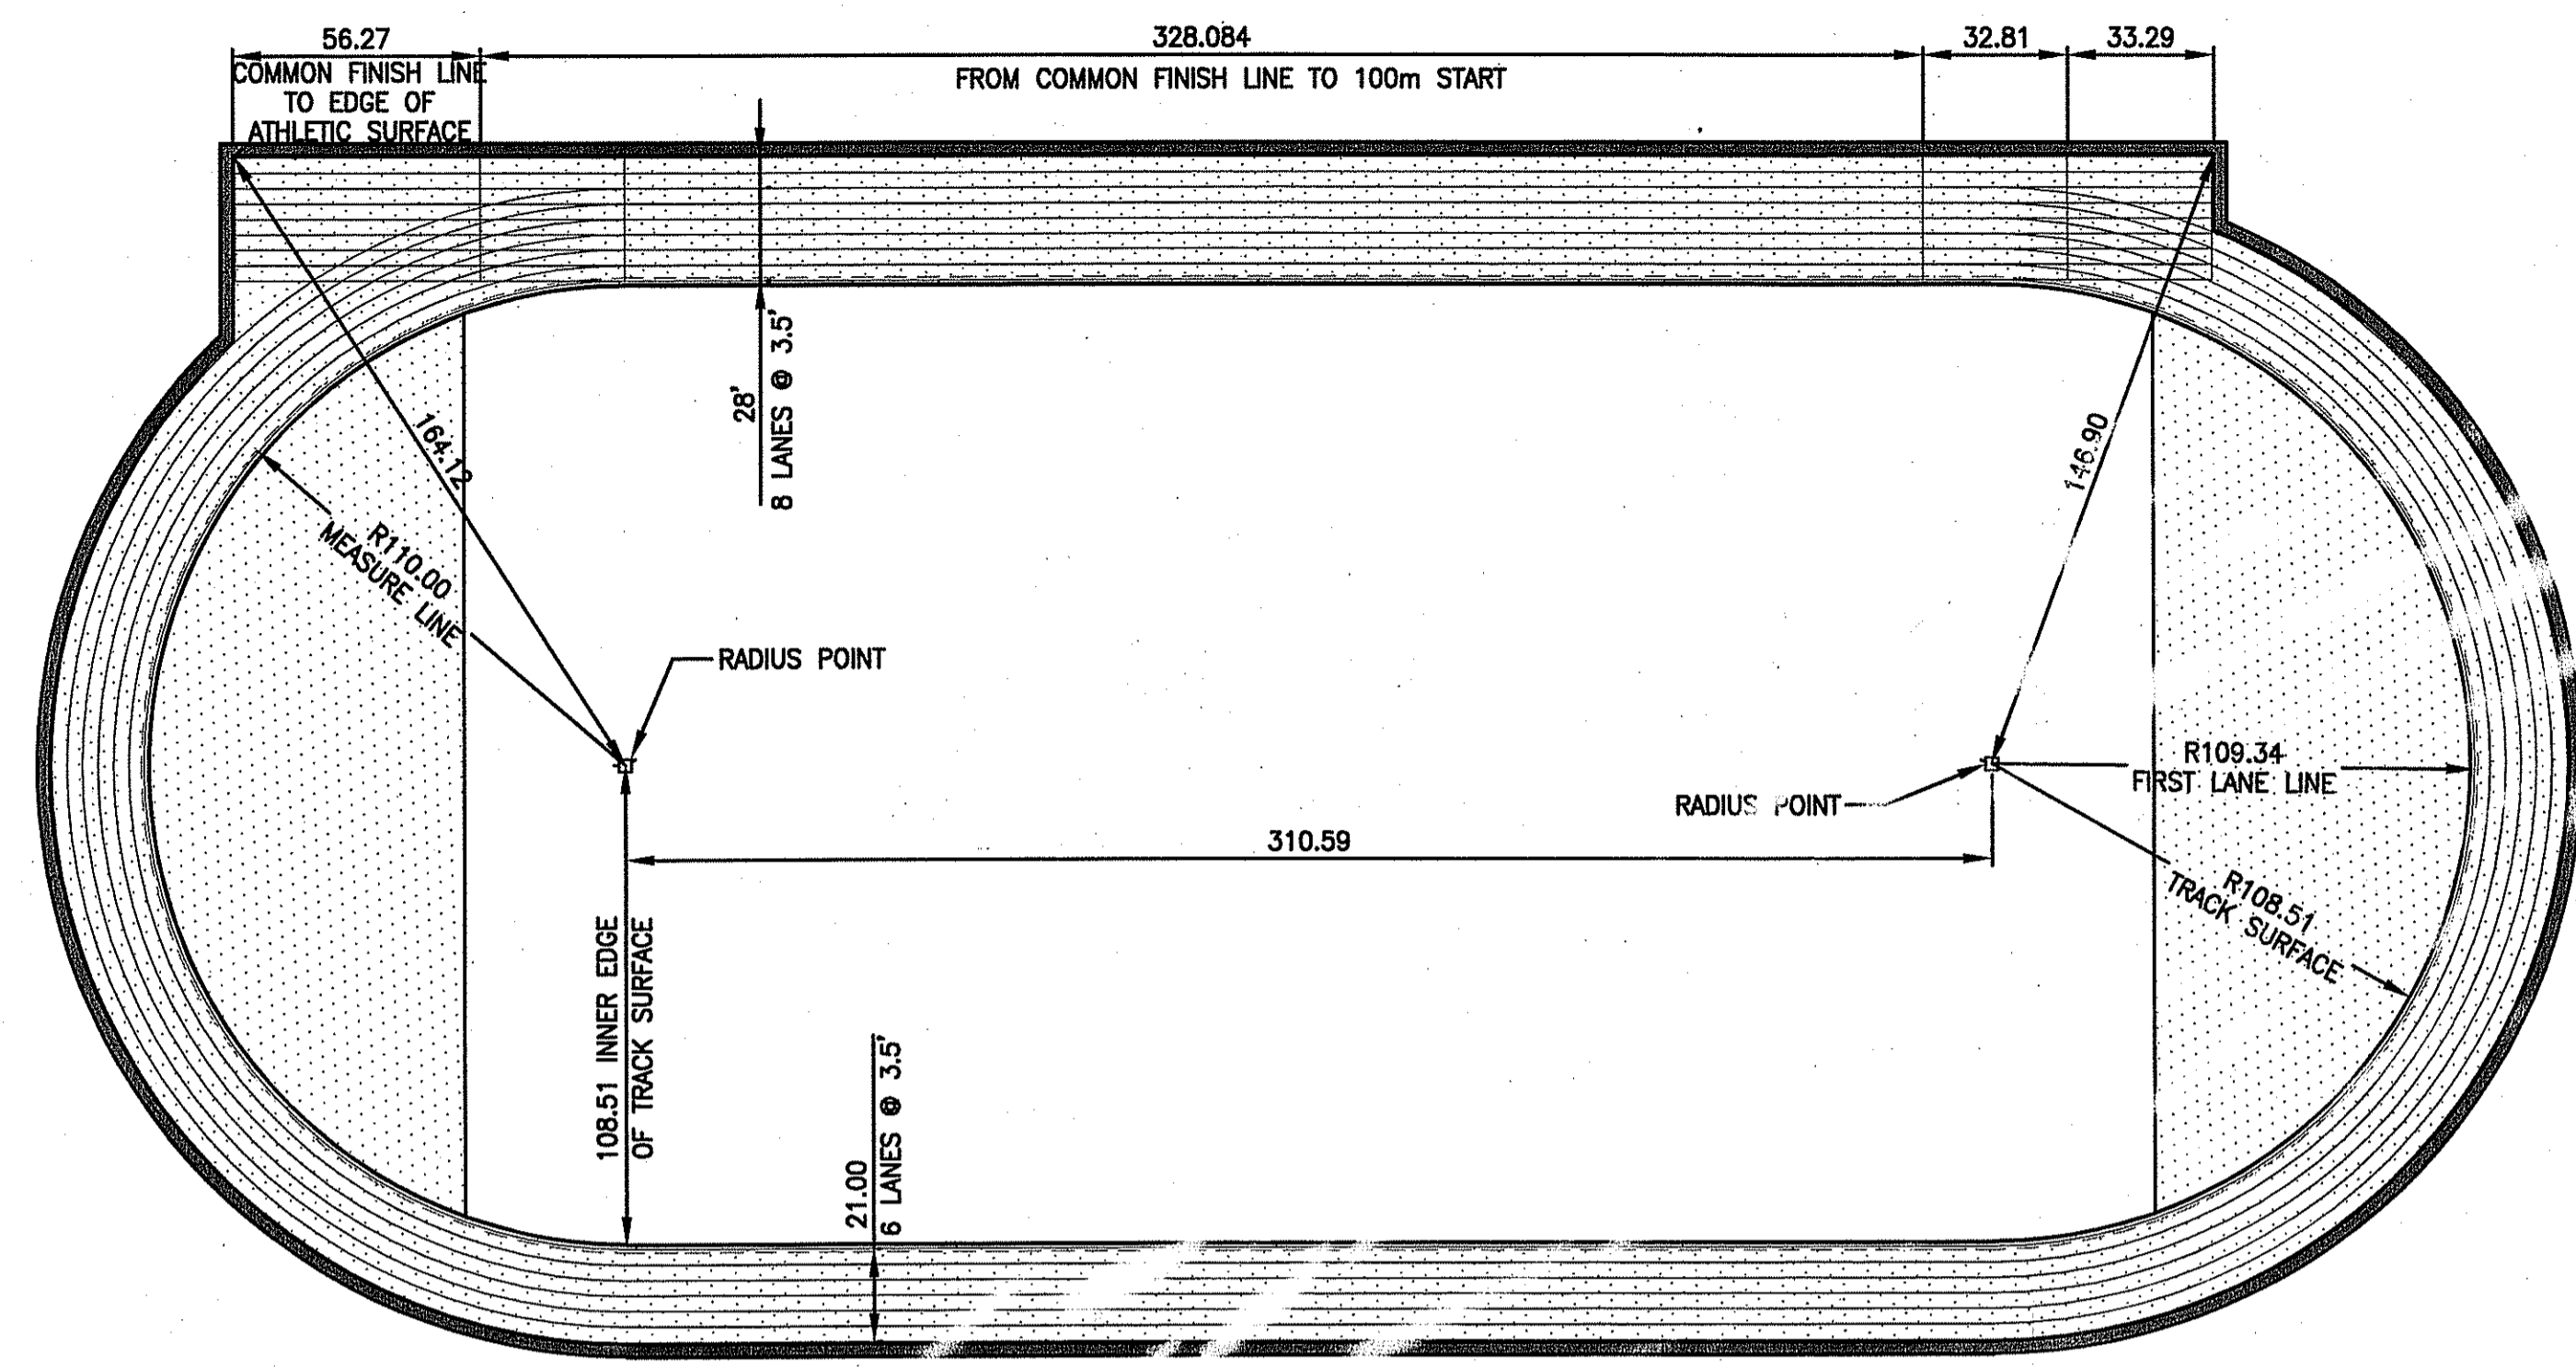 56.27
COMMON FINISH LINE
TO EDGE OF
ATHLETIC SURFACE
328.084
FROM COMMON FINISH LINE TO 100m START
32.81
33.29
28'
8 LANES @ 3.5'
164.12
146.90
R110.00
MEASURE LINE
RADIUS POINT
R109.34
FIRST LANE LINE
RADIUS POINT
310.59
R108.51
TRACK SURFACE
108.51 INNER EDGE
OF TRACK SURFACE
21.00
6 LANES @ 3.5'